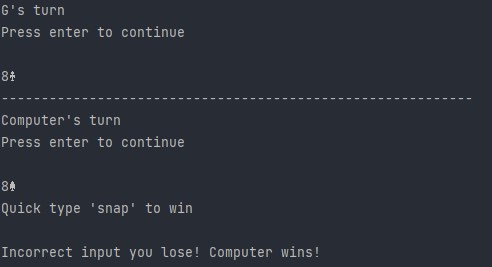 G's turn
Press enter to continue
8♣
-----------------------------------------------------------
Computer's turn
Press enter to continue
8♠
Quick type 'snap' to win
Incorrect input you lose! Computer wins!